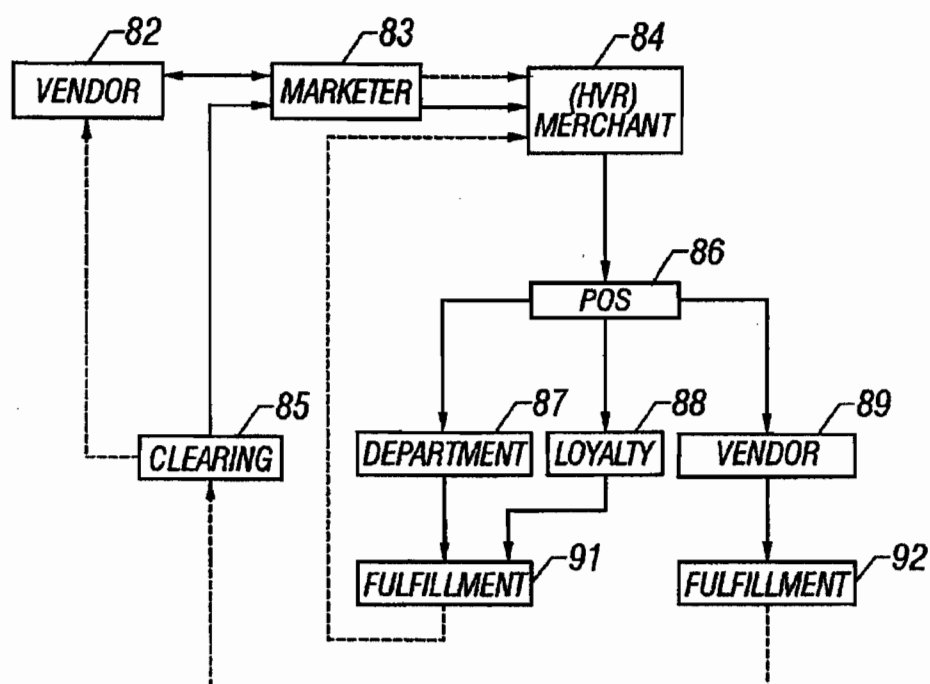 82
83
84
VENDOR
MARKETER
(HVR)
MERCHANT
86
POS
85
87
88
89
CLEARING
DEPARTMENT
LOYALTY
VENDOR
91
92
FULFILLMENT
FULFILLMENT